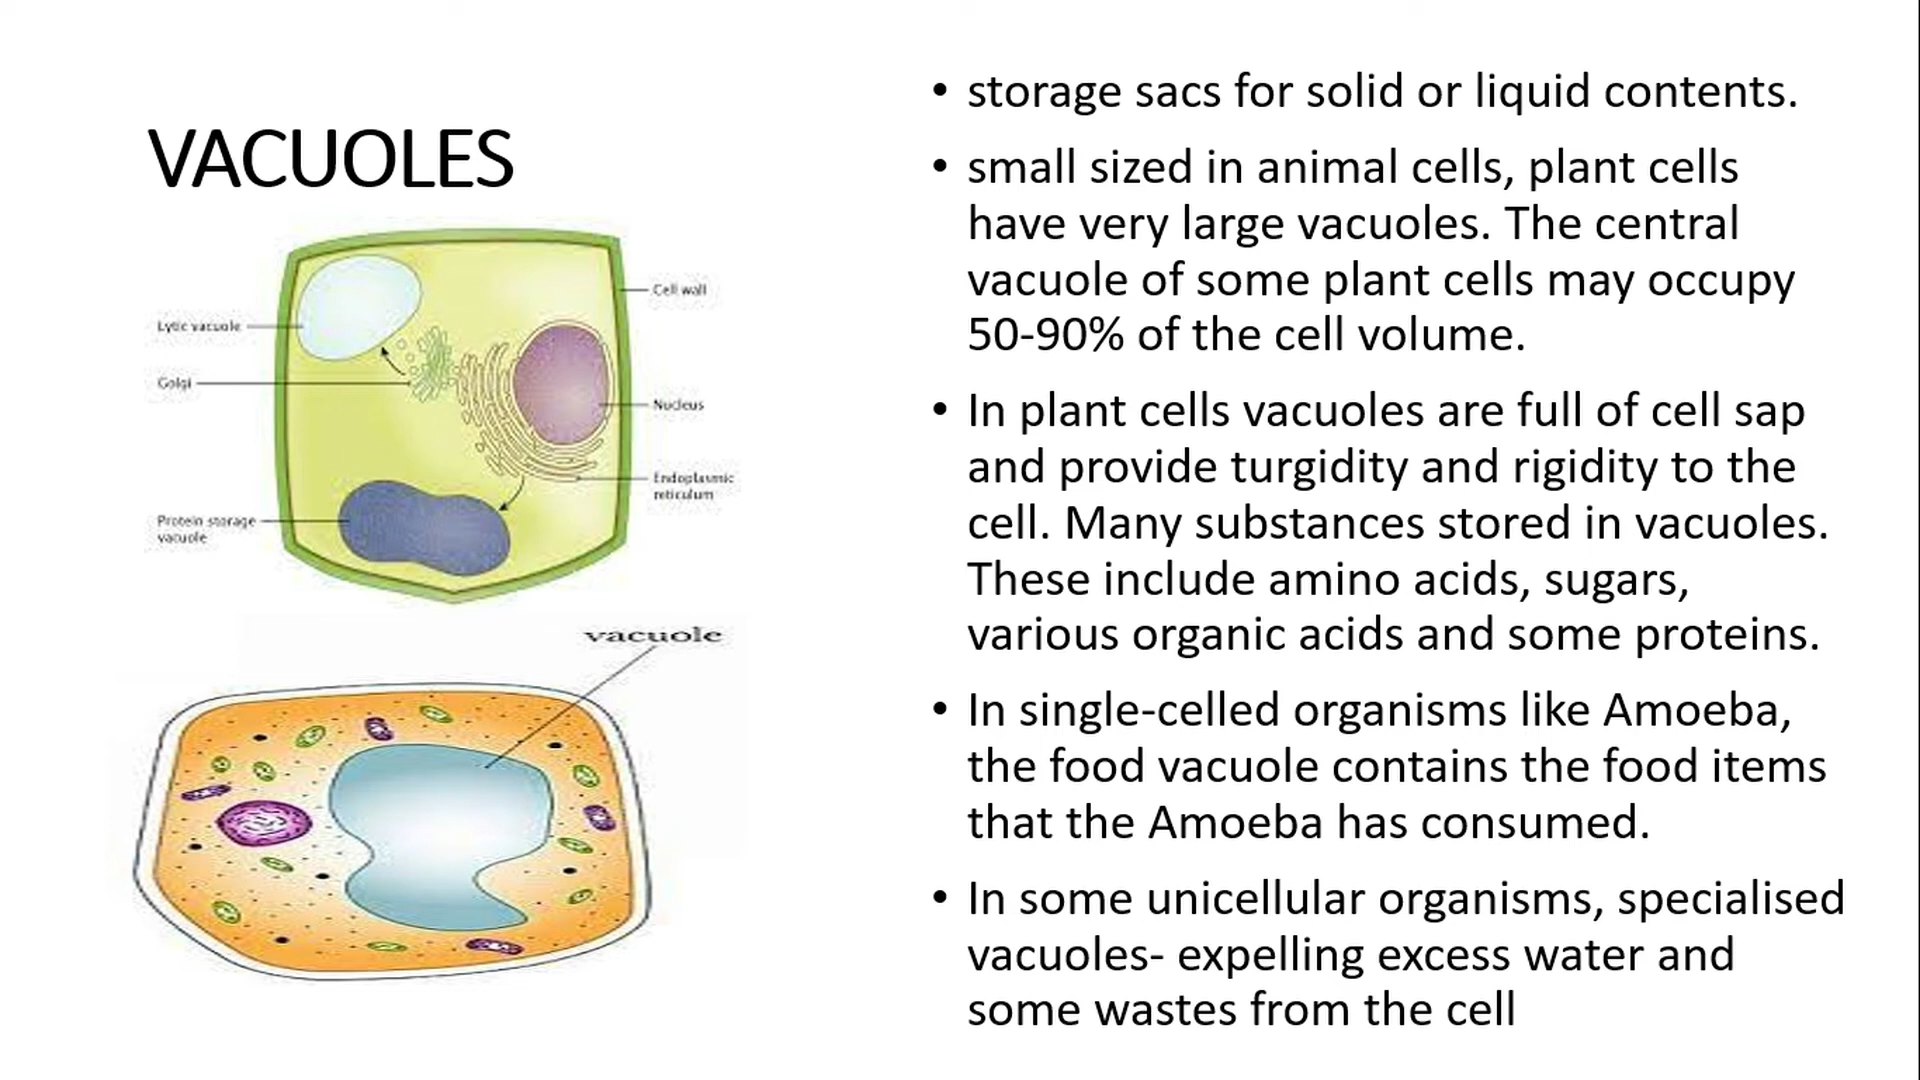 VACUOLES
Lytic vacuole
Golgi
Protein storage
vacuole
Cell wall
Nucleus
Endoplasmic
reticulum
vacuole
• storage sacs for solid or liquid contents.
• small sized in animal cells, plant cells
have very large vacuoles. The central
vacuole of some plant cells may occupy
50-90% of the cell volume.
• In plant cells vacuoles are full of cell sap
and provide turgidity and rigidity to the
cell. Many substances stored in vacuoles.
These include amino acids, sugars,
various organic acids and some proteins.
• In single-celled organisms like Amoeba,
the food vacuole contains the food items
that the Amoeba has consumed.
• In some unicellular organisms, specialised
vacuoles- expelling excess water and
some wastes from the cell